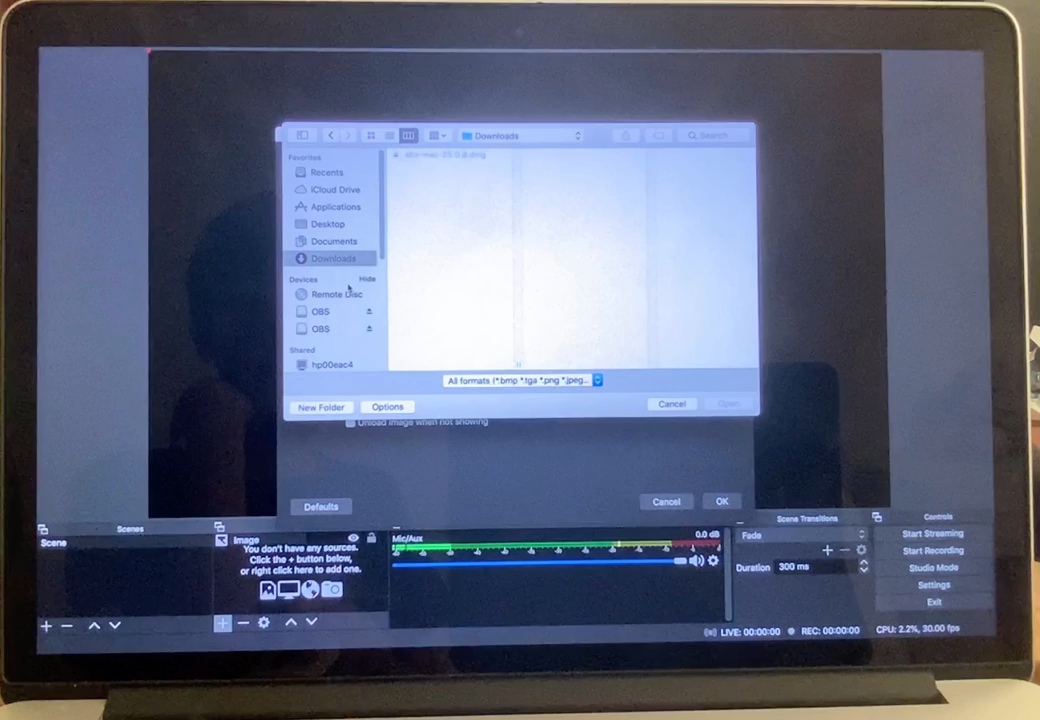 Downloads
Search
Favorites
Recents
iCloud Drive
Applications
Desktop
Documents
Downloads
Devices Hide
Remote Disc
OBS
OBS
Shared
hp00eac4
All formats (*.bmp *.tga *.png *.jpeg...
New Folder Options Cancel Open
Unload image when not showing
Defaults Cancel OK
Scenes
Scene
Image
You don't have any sources.
Click the + button below,
or right click here to add one.
Mic/Aux 0.0 dB
Scene Transitions
Fade
Duration 300 ms
Controls
Start Streaming
Start Recording
Studio Mode
Settings
Exit
LIVE: 00:00:00 REC: 00:00:00 CPU: 2.2%, 30.00 fps